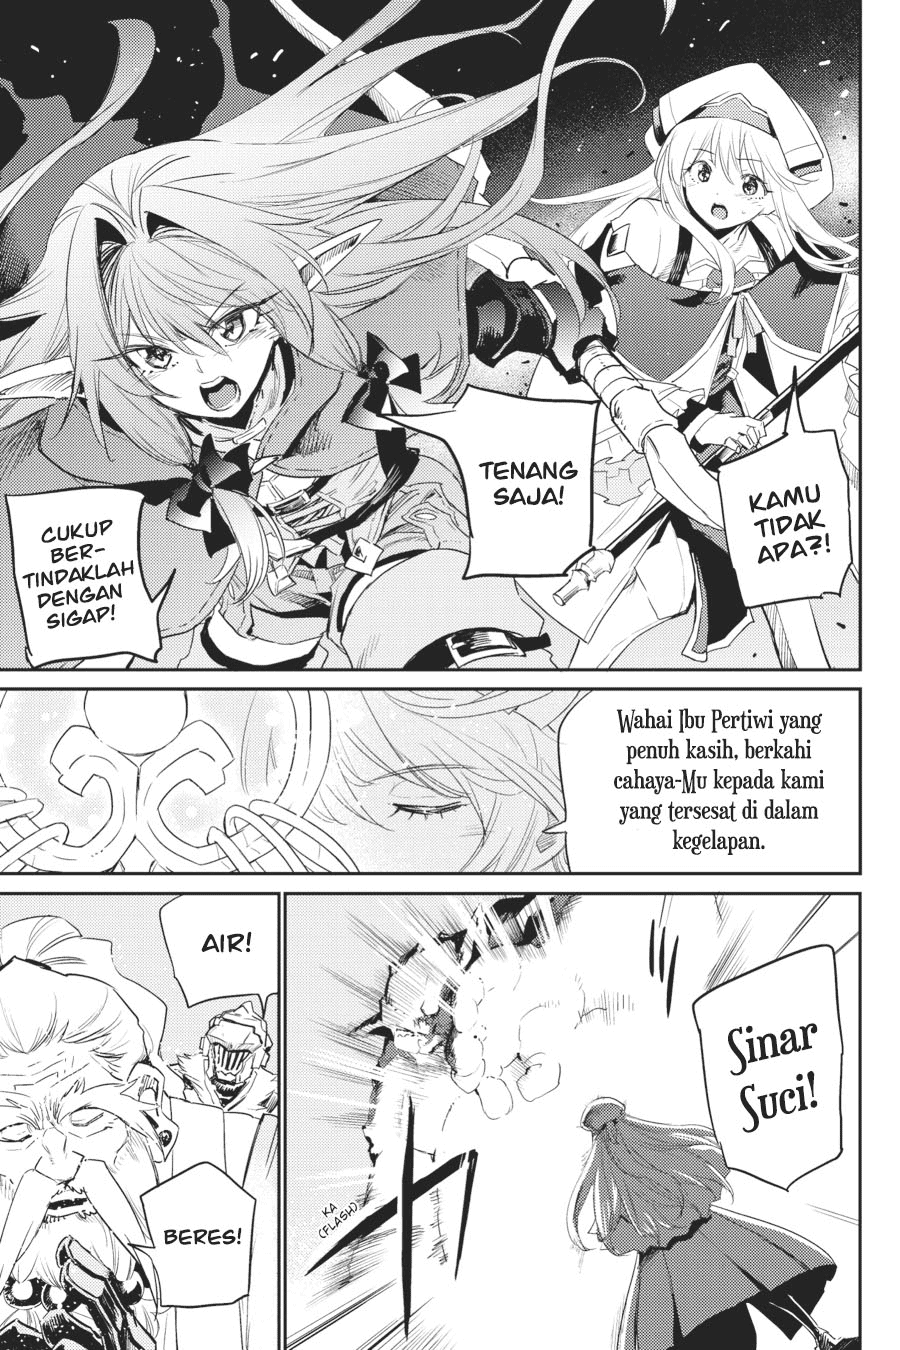 KAMU
TIDAK
APA?!
TENANG
SAJA!
CUKUP
BER-
TINDAKLAH
DENGAN
SIGAP!
Wahai Ibu Pertiwi yang
penuh kasih, berkahi
cahaya-Mu kepada kami
yang tersesat di dalam
kegelapan.
Sinar
Suci!
カ
KA
(FLASH)
AIR!
BERES!